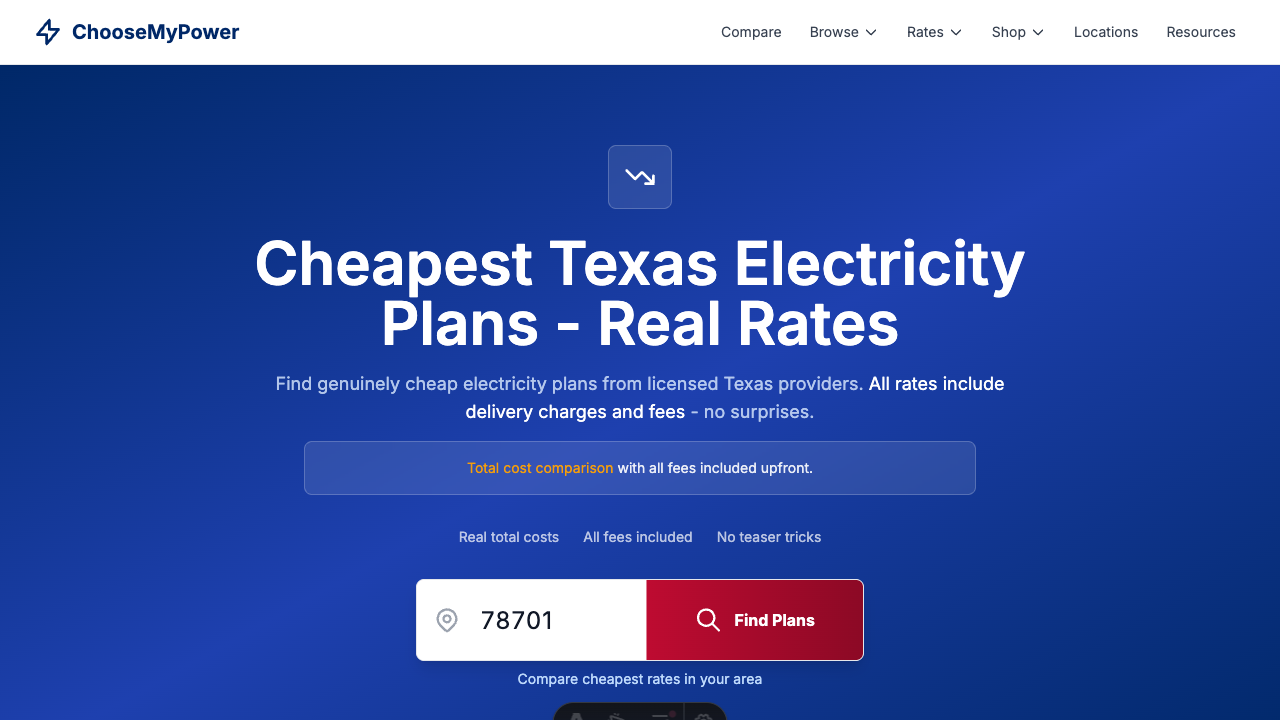 ChooseMyPower
Compare
Browse
Rates
Shop
Locations
Resources
Cheapest Texas Electricity
Plans - Real Rates
Find genuinely cheap electricity plans from licensed Texas providers. All rates include
delivery charges and fees - no surprises.
Total cost comparison with all fees included upfront.
Real total costs
All fees included
No teaser tricks
78701
Find Plans
Compare cheapest rates in your area